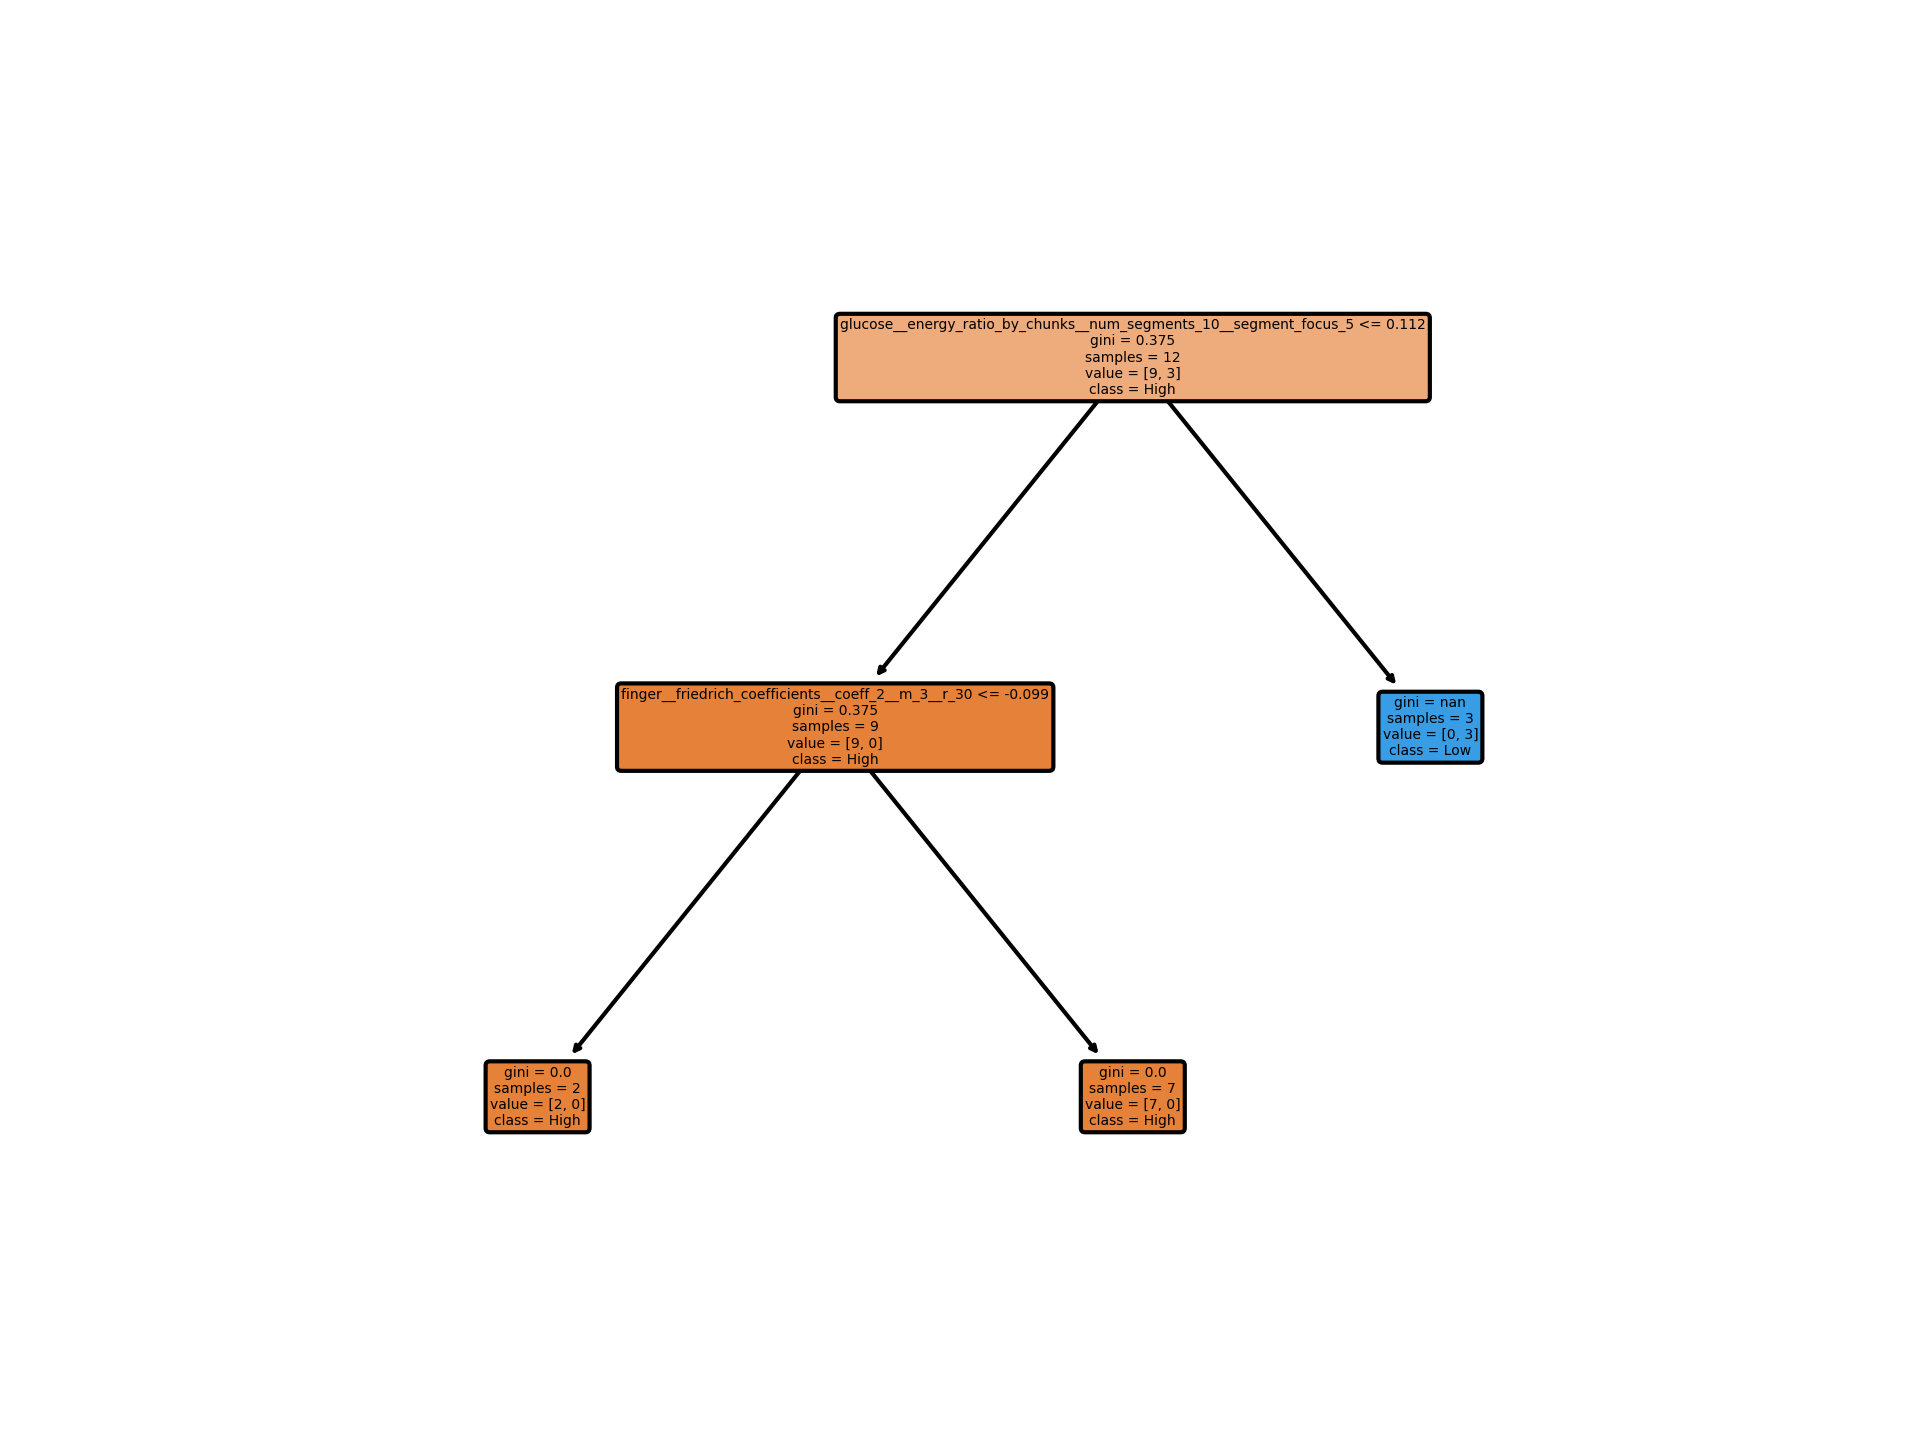 glucose__energy_ratio_by_chunks__num_segments_10__segment_focus_5 <= 0.112
gini = 0.375
samples = 12
value = [9, 3]
class = High
finger__friedrich_coefficients__coeff_2__m_3__r_30 <= -0.099
gini = 0.375
samples = 9
value = [9, 0]
class = High
gini = nan
samples = 3
value = [0, 3]
class = Low
gini = 0.0
samples = 2
value = [2, 0]
class = High
gini = 0.0
samples = 7
value = [7, 0]
class = High